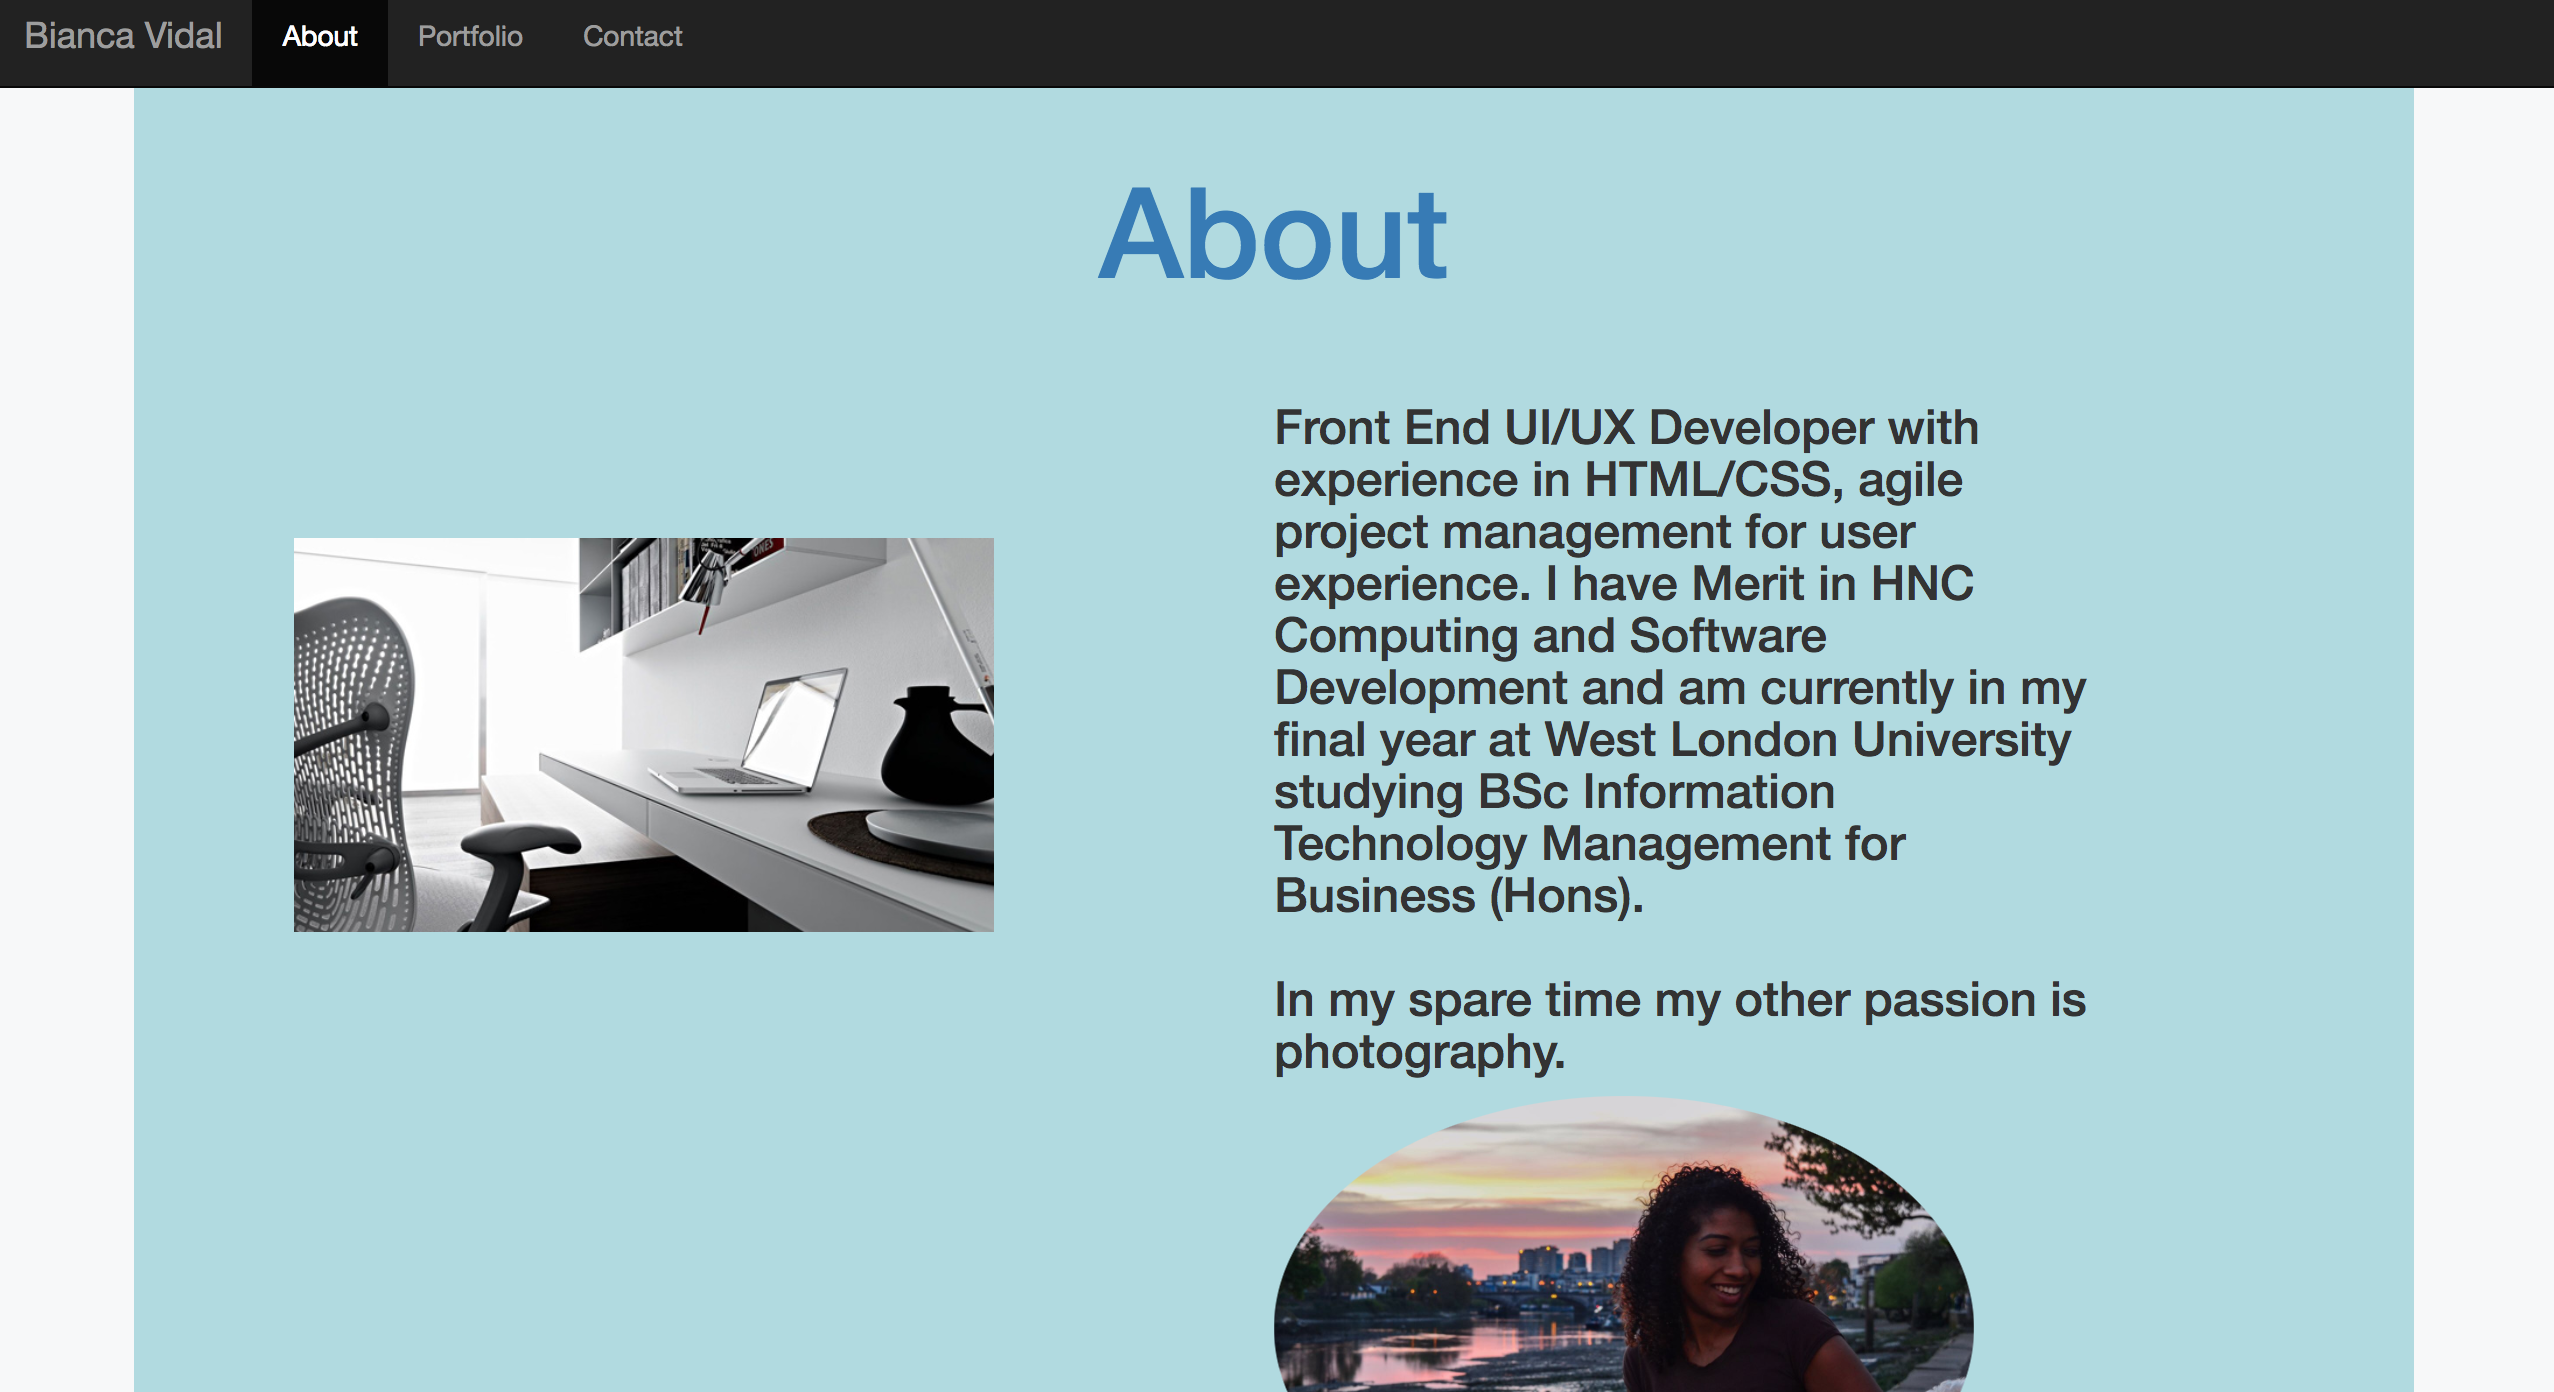 Bianca Vidal About Portfolio Contact
About
Front End UI/UX Developer with
experience in HTML/CSS, agile
project management for user
experience. I have Merit in HNC
Computing and Software
Development and am currently in my
final year at West London University
studying BSc Information
Technology Management for
Business (Hons).
In my spare time my other passion is
photography.
ONES